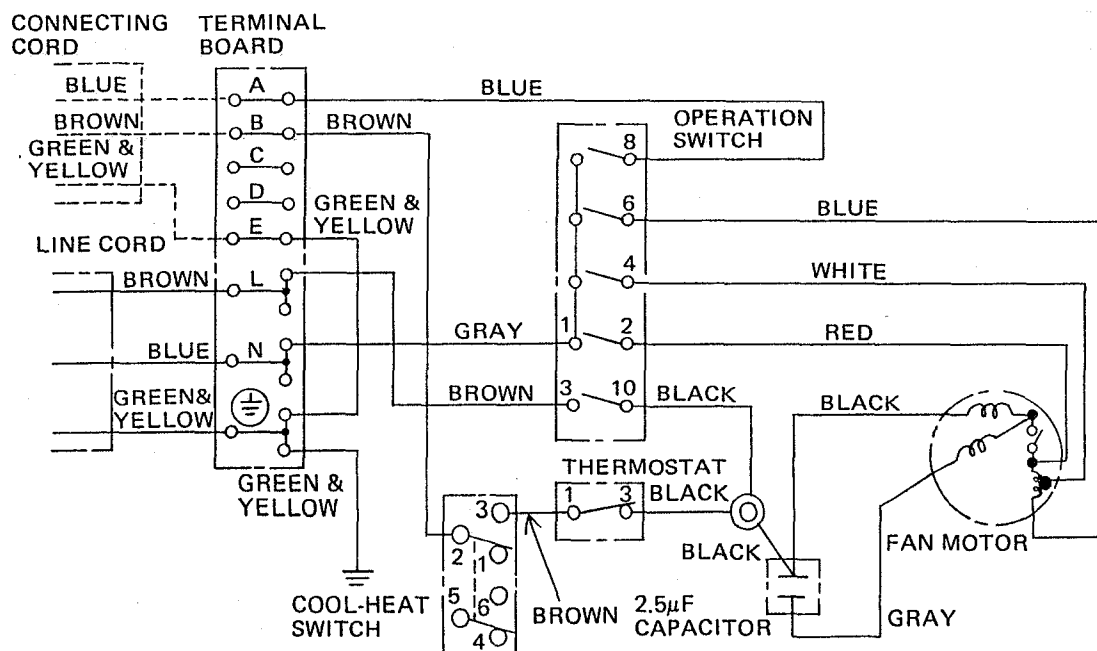 CONNECTING
CORD
TERMINAL
BOARD
BLUE
A
BLUE
BROWN
B
BROWN
OPERATION
SWITCH
GREEN &
YELLOW
C
8
D
GREEN &
YELLOW
6
BLUE
LINE CORD
E
BROWN
L
4
WHITE
BLUE
N
GRAY
1
2
RED
GREEN&
YELLOW
BROWN
3
10
BLACK
BLACK
GREEN &
YELLOW
THERMOSTAT
3
1
3
BLACK
FAN MOTOR
2
1
BLACK
5
6
4
COOL-HEAT
SWITCH
BROWN
2.5μF
CAPACITOR
GRAY